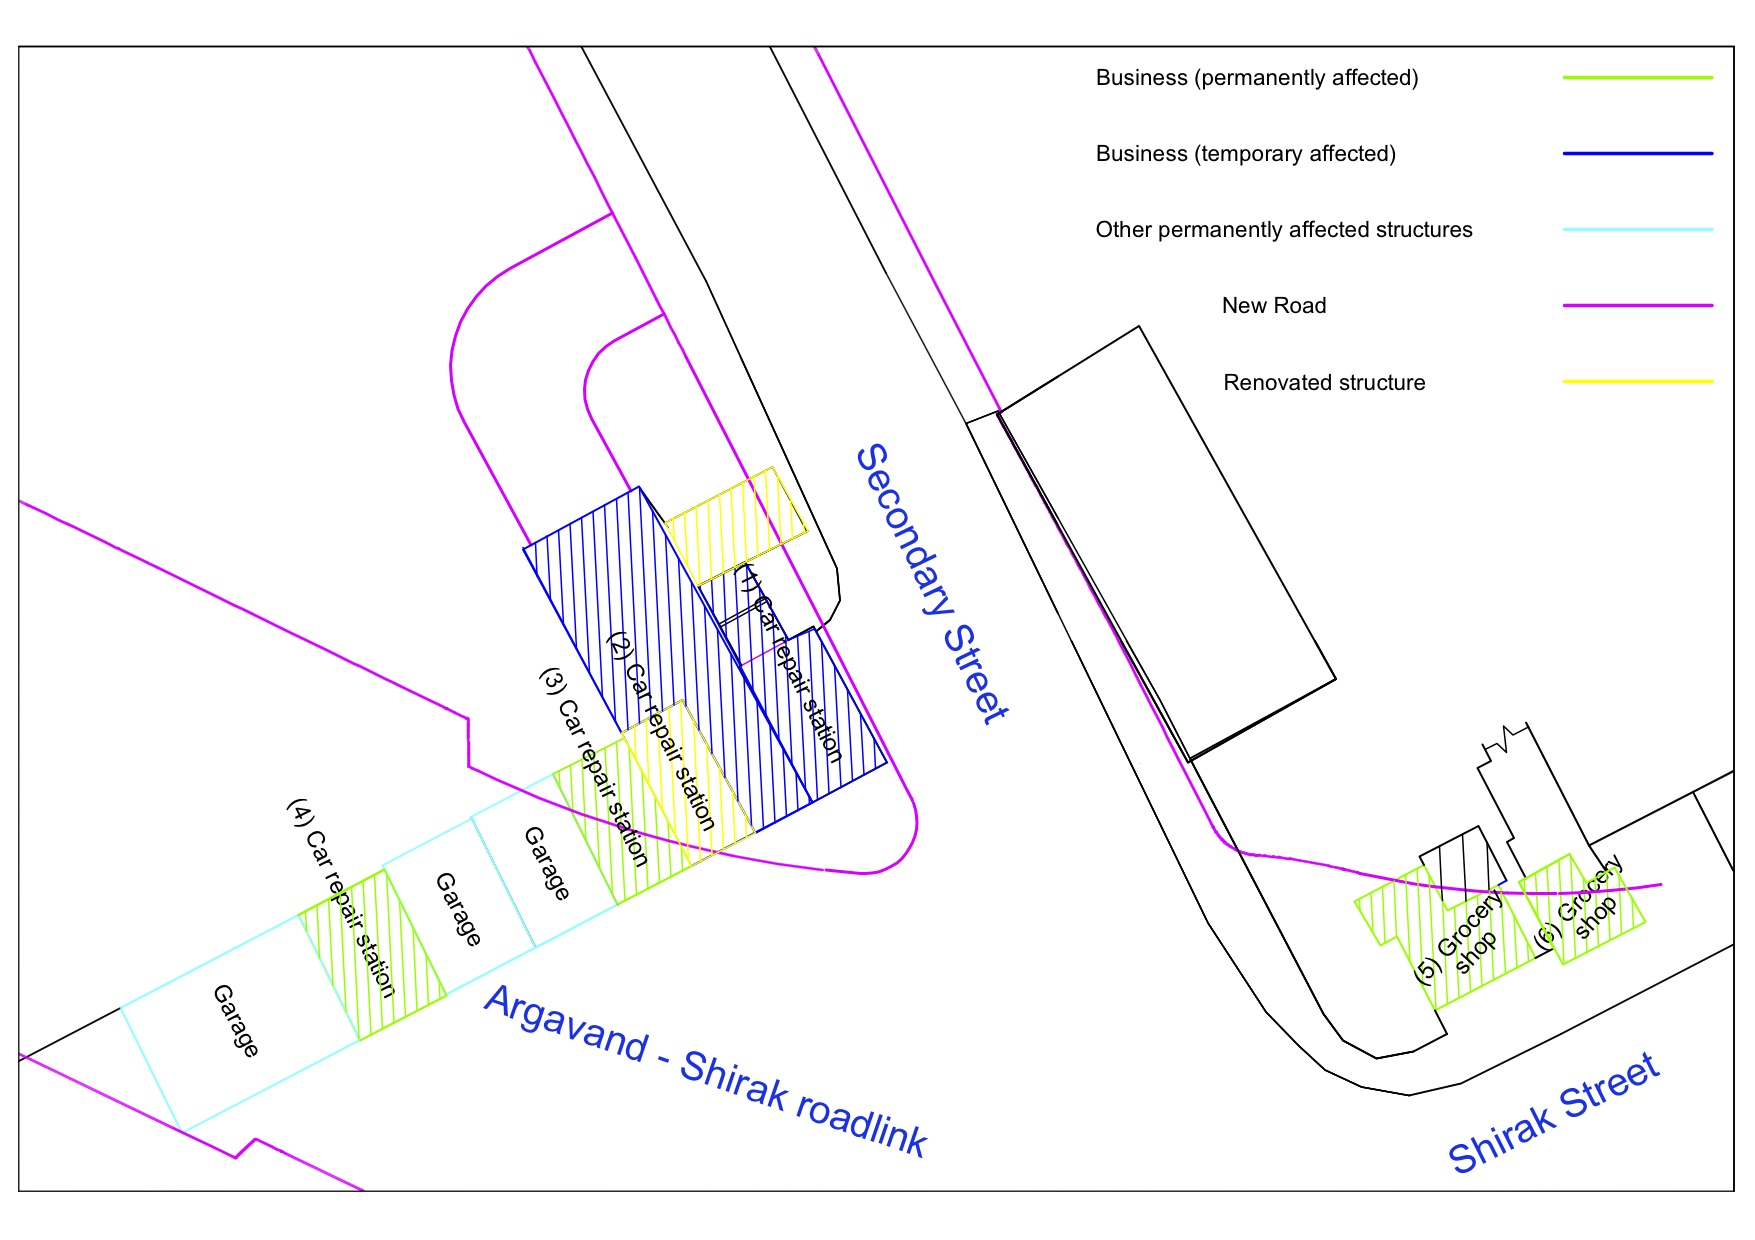 Business (permanently affected)
Business (temporary affected)
Other permanently affected structures
New Road
Renovated structure
Secondary Street
(1) Car repair station
(2) Car repair station
(3) Car repair station
(4) Car repair station
Garage
Garage
Garage
(5) Grocery
shop
(6) Grocery
shop
Argavand - Shirak roadlink
Shirak Street